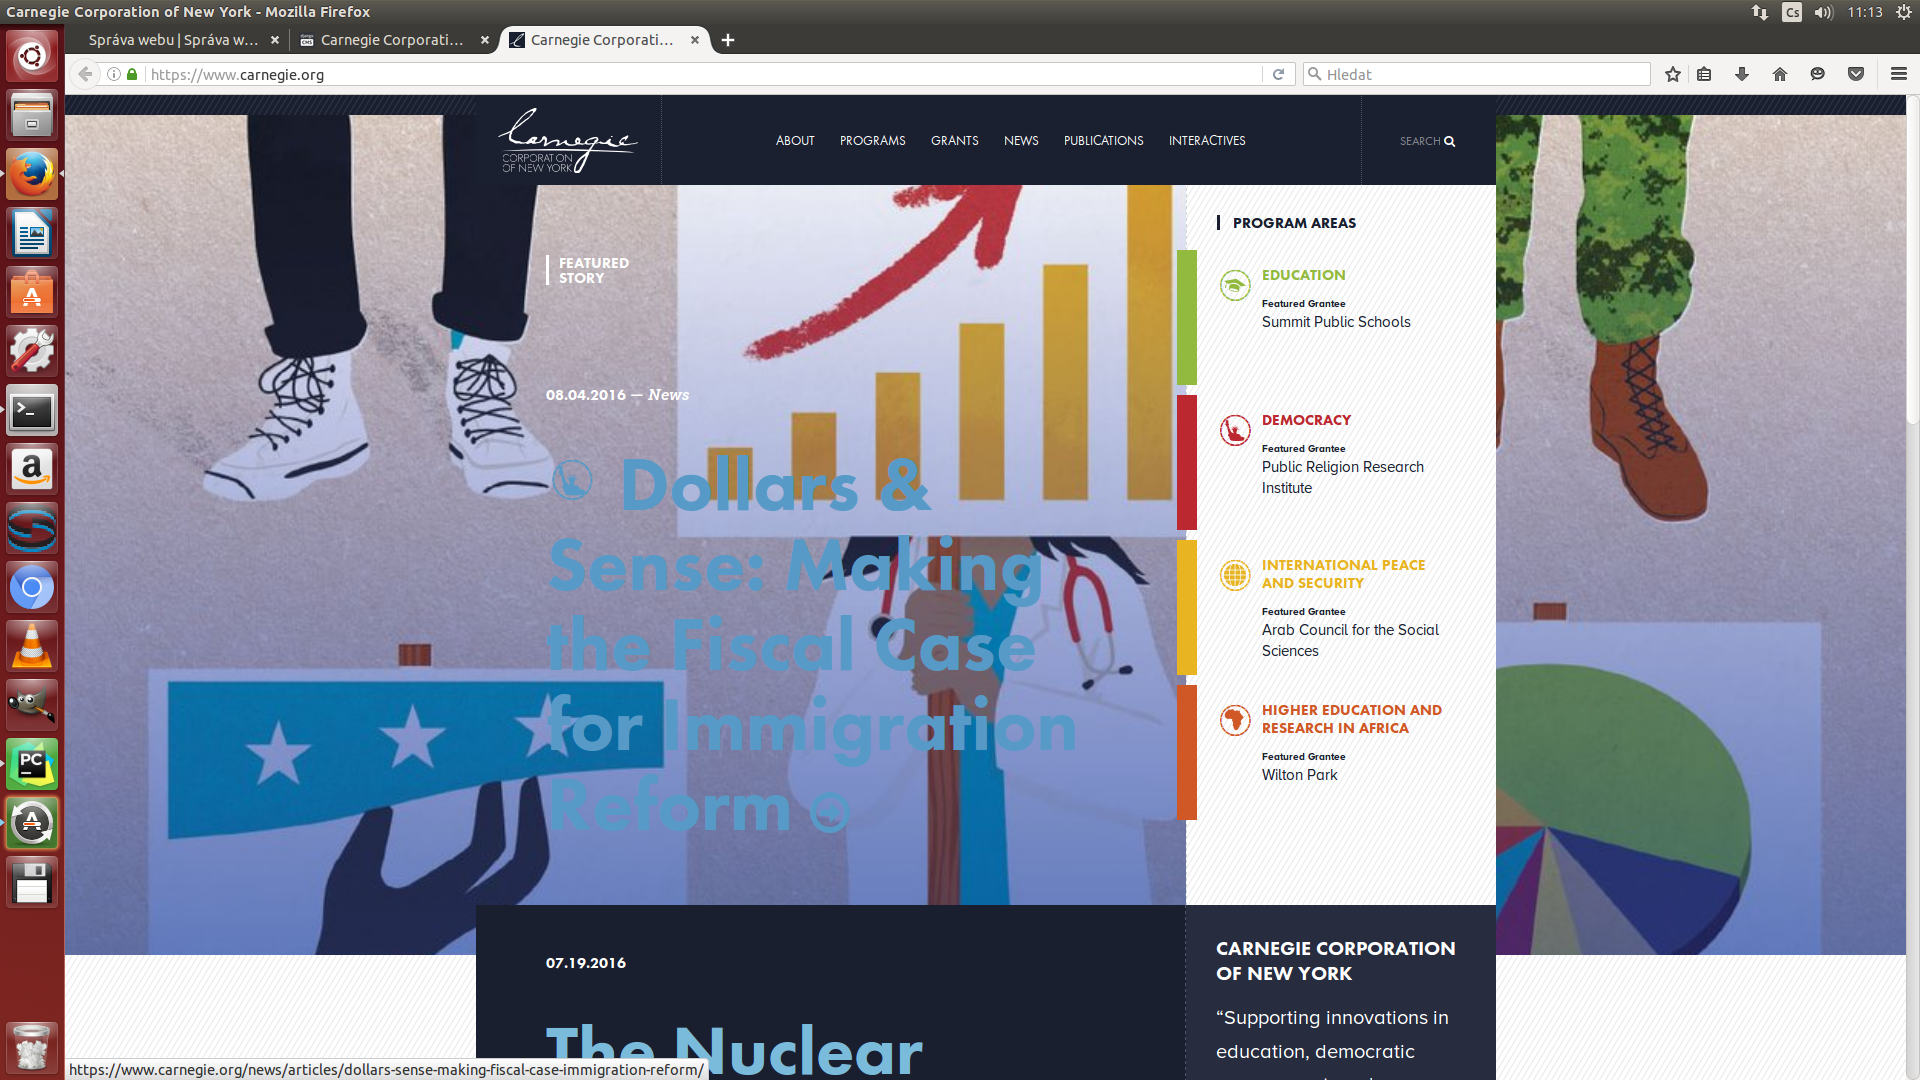 Carnegie Corporation of New York - Mozilla Firefox
Cs
11:13
Správa webu | Správa w...
Carnegie Corporati...
Carnegie Corporati...
https://www.carnegie.org
Hledat
Carnegie
CORPORATION
OF NEW YORK
ABOUT
PROGRAMS
GRANTS
NEWS
PUBLICATIONS
INTERACTIVES
SEARCH
FEATURED
STORY
08.04.2016 — News
Dollars &
Sense: Making
the Fiscal Case
for Immigration
Reform
PROGRAM AREAS
EDUCATION
Featured Grantee
Summit Public Schools
DEMOCRACY
Featured Grantee
Public Religion Research
Institute
INTERNATIONAL PEACE
AND SECURITY
Featured Grantee
Arab Council for the Social
Sciences
HIGHER EDUCATION AND
RESEARCH IN AFRICA
Featured Grantee
Wilton Park
07.19.2016
The Nuclear
CARNEGIE CORPORATION
OF NEW YORK
“Supporting innovations in
education, democratic
PC
https://www.carnegie.org/news/articles/dollars-sense-making-fiscal-case-immigration-reform/